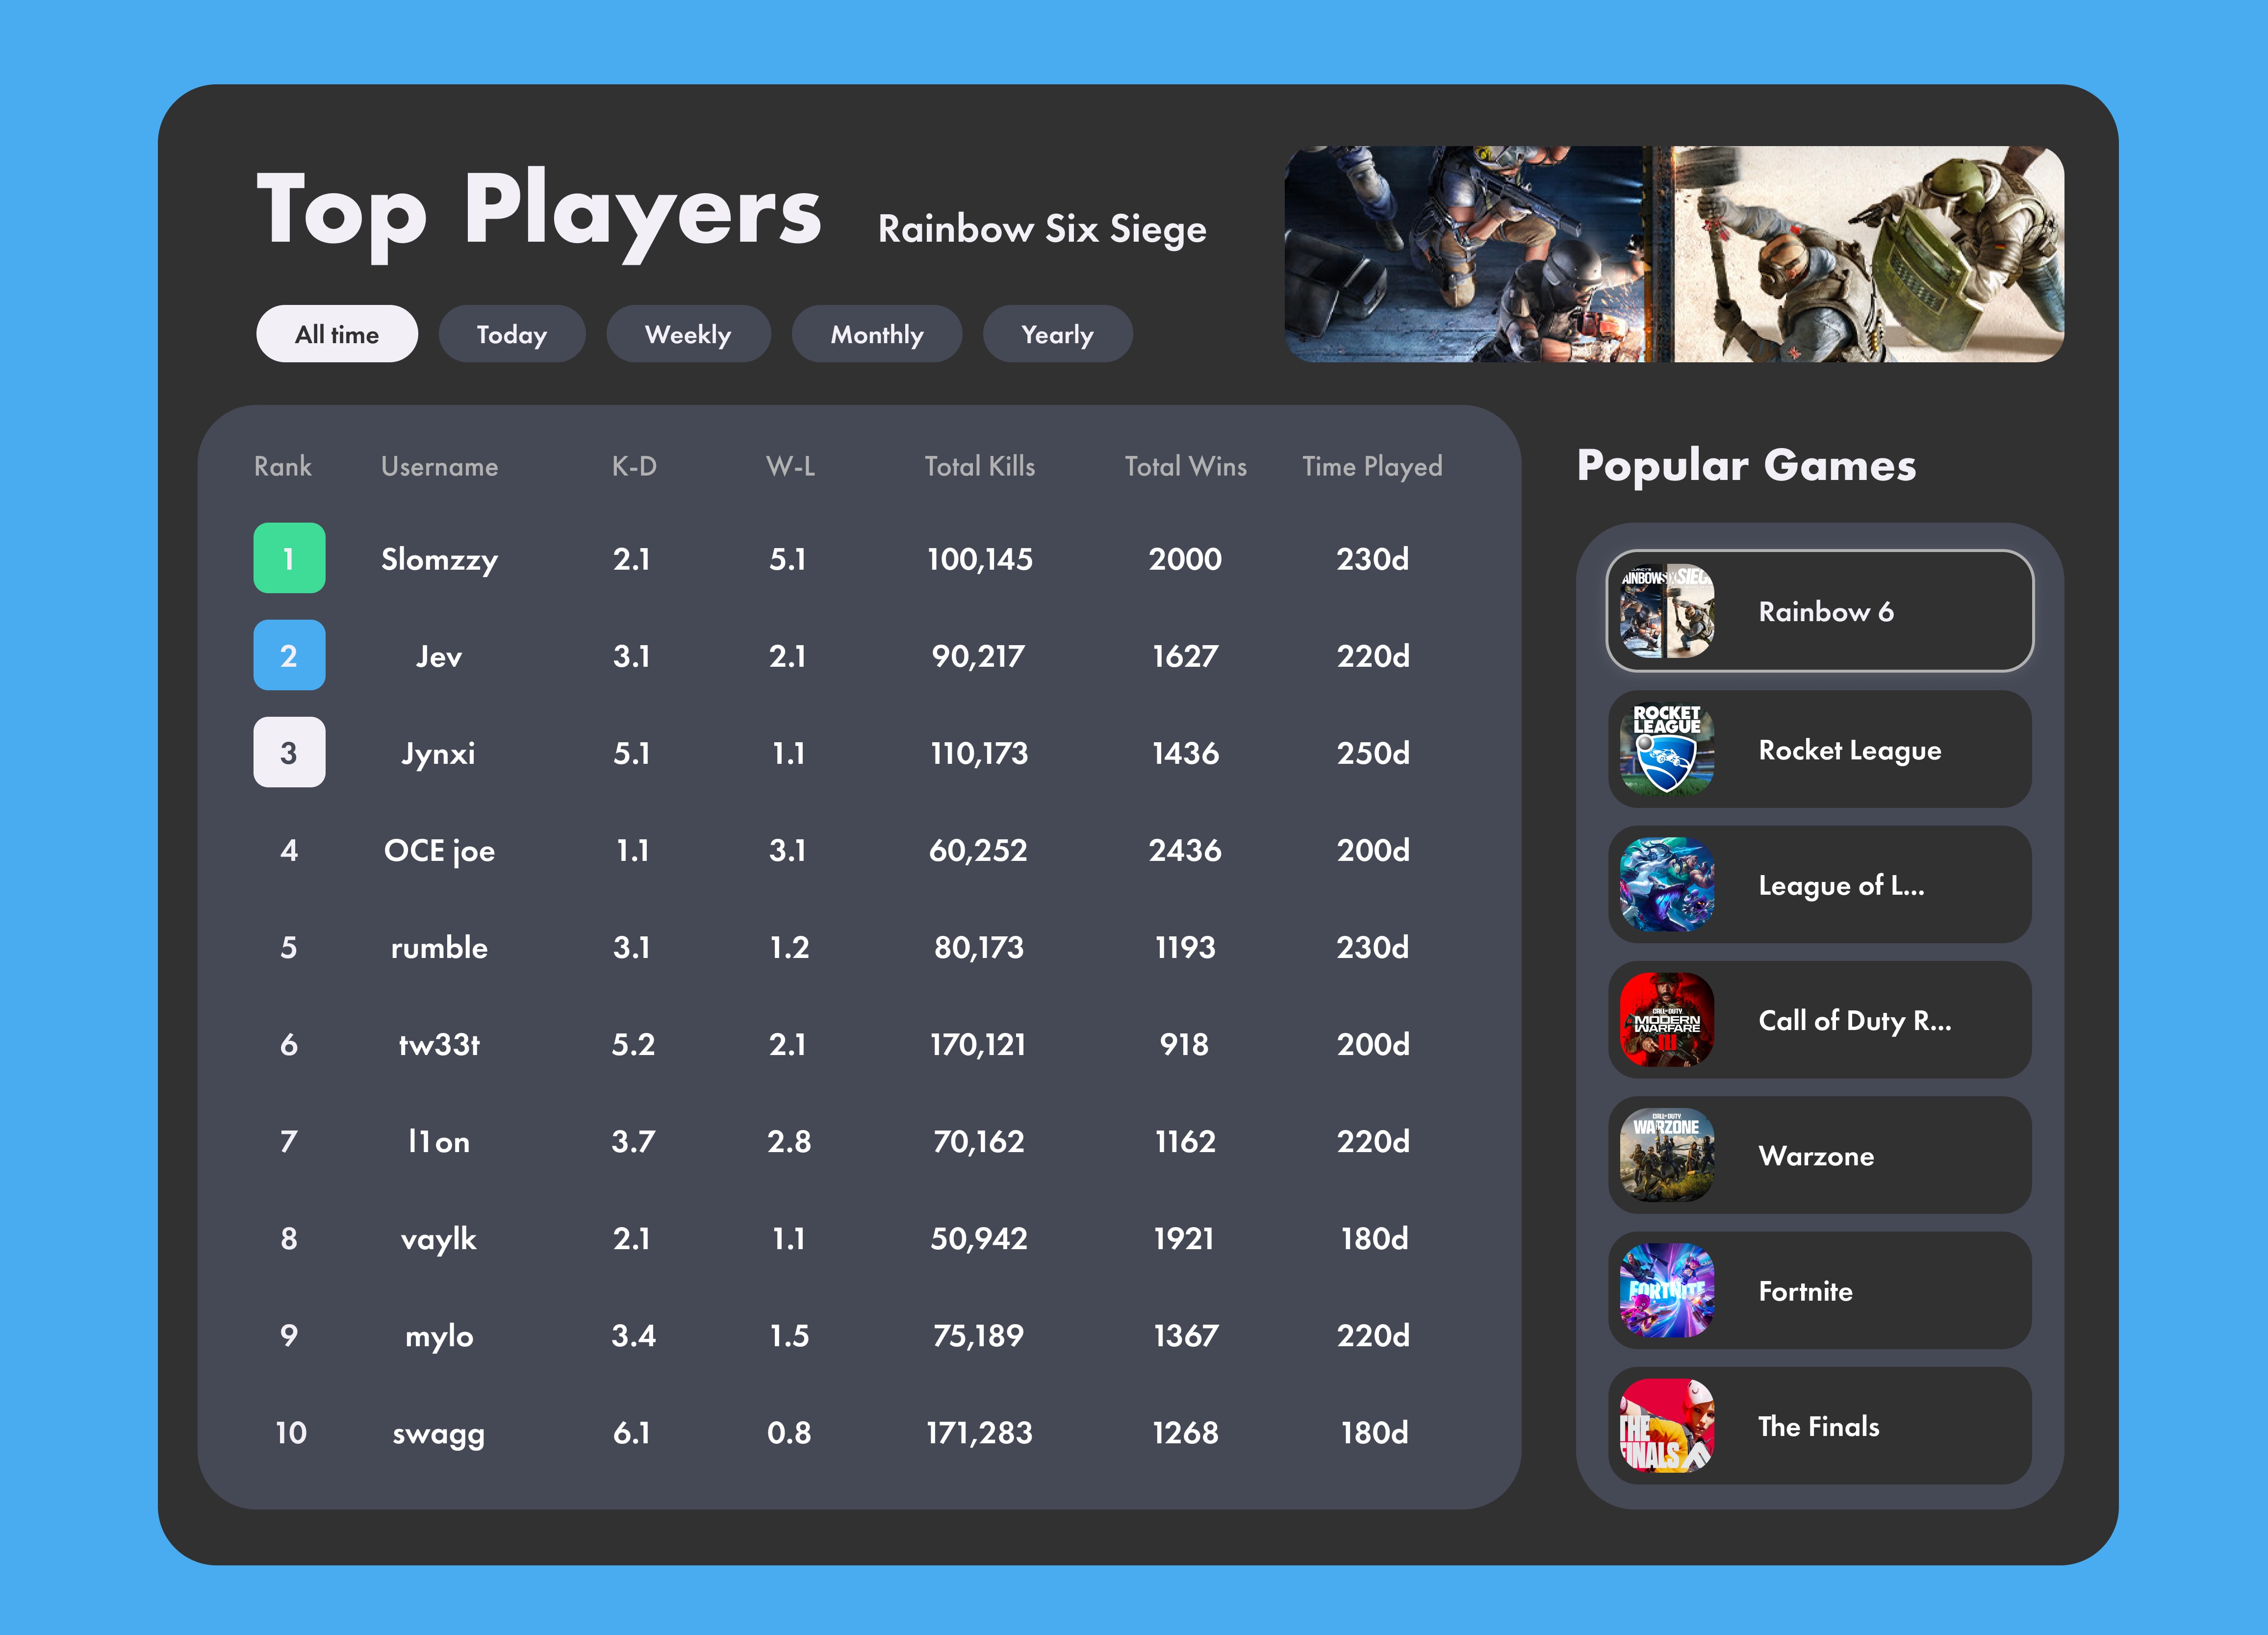 Top Players Rainbow Six Siege
All time Today Weekly Monthly Yearly
Rank Username K-D W-L Total Kills Total Wins Time Played
1 Slomzzy 2.1 5.1 100,145 2000 230d
2 Jev 3.1 2.1 90,217 1627 220d
3 Jynxi 5.1 1.1 110,173 1436 250d
4 OCE joe 1.1 3.1 60,252 2436 200d
5 rumble 3.1 1.2 80,173 1193 230d
6 tw33t 5.2 2.1 170,121 918 200d
7 l1on 3.7 2.8 70,162 1162 220d
8 vaylk 2.1 1.1 50,942 1921 180d
9 mylo 3.4 1.5 75,189 1367 220d
10 swagg 6.1 0.8 171,283 1268 180d
Popular Games
AINBOWSIXSIEG
Rainbow 6
ROCKET
LEAGUE
Rocket League
League of L...
CALL OF DUTY
MODERN
WARFARE
III
Call of Duty R...
CALL OF DUTY
WARZONE
Warzone
FORTNITE
Fortnite
THE
FINALS
The Finals